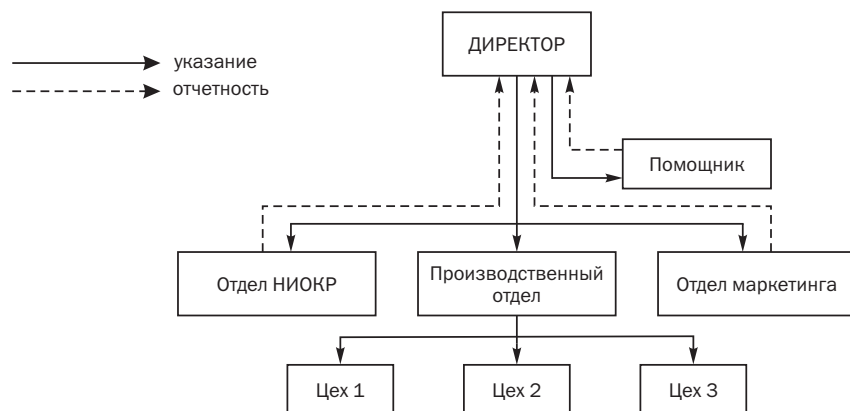 ДИРЕКТОР
указание
отчетность
Помощник
Отдел НИОКР
Производственный
отдел
Отдел маркетинга
Цех 1
Цех 2
Цех 3